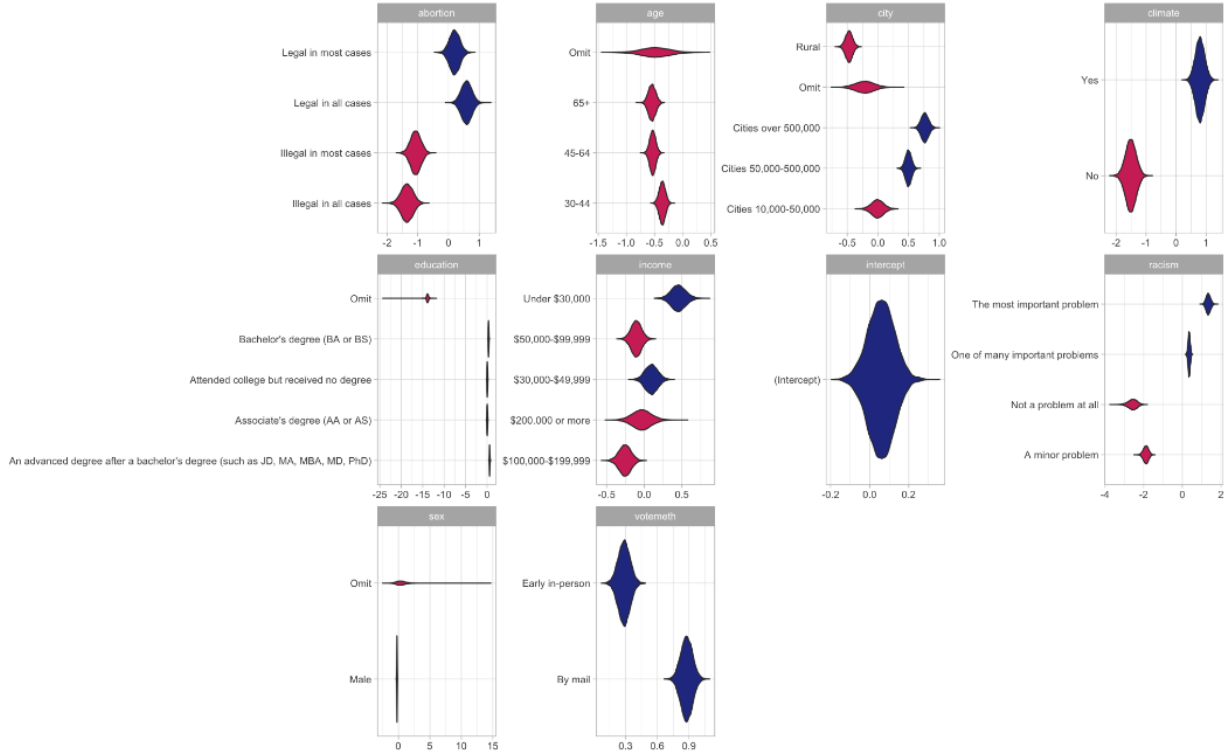 abortion
Legal in most cases
Legal in all cases
Illegal in most cases
Illegal in all cases
-2 -1 0 1
age
Omit
65+
45-64
30-44
-1.5 -1.0 -0.5 0.0 0.5
city
Rural
Omit
Cities over 500,000
Cities 50,000-500,000
Cities 10,000-50,000
-0.5 0.0 0.5 1.0
climate
Yes
No
-2 -1 0 1
education
Omit
Bachelor's degree (BA or BS)
Attended college but received no degree
Associate's degree (AA or AS)
An advanced degree after a bachelor's degree (such as JD, MA, MBA, MD, PhD)
-25 -20 -15 -10 -5 0
income
Under $30,000
$50,000-$99,999
$30,000-$49,999
$200.000 or more
$100,000-$199,999
-0.5 0.0 0.5
intercept
(Intercept)
-0.2 0.0 0.2
racism
The most important problem
One of many important problems
Not a problem at all
A minor problem
-4 -2 0 2
sex
Omit
Male
0 5 10 15
votemeth
Early in-person
By mail
0.3 0.6 0.9